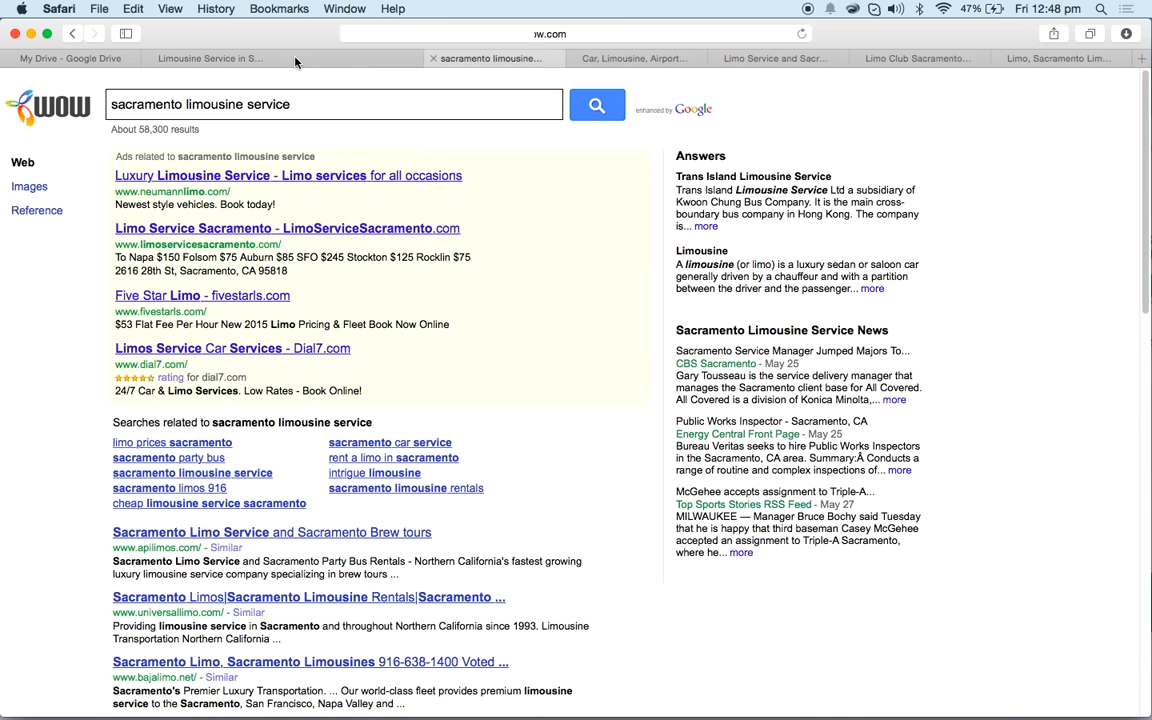 Safari File Edit View History Bookmarks Window Help 47% Fri 12:48 pm
w.com
My Drive - Google Drive Limousine Service in S... sacramento limousine... Car, Limousine, Airport... Limo Service and Sacr... Limo Club Sacramento... Limo, Sacramento Lim...
WOW sacramento limousine service enhanced by Google
About 58,300 results
Web
Images
Reference
Ads related to sacramento limousine service
Luxury Limousine Service - Limo services for all occasions
www.neumannlimo.com/
Newest style vehicles. Book today!
Limo Service Sacramento - LimoServiceSacramento.com
www.limoservicesacramento.com/
To Napa $150 Folsom $75 Auburn $85 SFO $245 Stockton $125 Rocklin $75
2616 28th St, Sacramento, CA 95818
Five Star Limo - fivestarls.com
www.fivestarls.com/
$53 Flat Fee Per Hour New 2015 Limo Pricing & Fleet Book Now Online
Limos Service Car Services - Dial7.com
www.dial7.com/
rating for dial7.com
24/7 Car & Limo Services. Low Rates - Book Online!
Searches related to sacramento limousine service
limo prices sacramento sacramento car service
sacramento party bus rent a limo in sacramento
sacramento limousine service intrigue limousine
sacramento limos 916 sacramento limousine rentals
cheap limousine service sacramento
Sacramento Limo Service and Sacramento Brew tours
www.apilimos.com/ - Similar
Sacramento Limo Service and Sacramento Party Bus Rentals - Northern California's fastest growing
luxury limousine service company specializing in brew tours ...
Sacramento Limos|Sacramento Limousine Rentals|Sacramento ...
www.universallimo.com/ - Similar
Providing limousine service in Sacramento and throughout Northern California since 1993. Limousine
Transportation Northern California ...
Sacramento Limo, Sacramento Limousines 916-638-1400 Voted ...
www.bajalimo.net/ - Similar
Sacramento's Premier Luxury Transportation. ... Our world-class fleet provides premium limousine
service to the Sacramento, San Francisco, Napa Valley and ...
Answers
Trans Island Limousine Service
Trans Island Limousine Service Ltd a subsidiary of
Kwoon Chung Bus Company. It is the main cross-
boundary bus company in Hong Kong. The company
is... more
Limousine
A limousine (or limo) is a luxury sedan or saloon car
generally driven by a chauffeur and with a partition
between the driver and the passenger... more
Sacramento Limousine Service News
Sacramento Service Manager Jumped Majors To...
CBS Sacramento - May 25
Gary Tousseau is the service delivery manager that
manages the Sacramento client base for All Covered.
All Covered is a division of Konica Minolta,... more
Public Works Inspector - Sacramento, CA
Energy Central Front Page - May 25
Bureau Veritas seeks to hire Public Works Inspectors
in the Sacramento, CA area. Summary:Â Conducts a
range of routine and complex inspections of... more
McGehee accepts assignment to Triple-A...
Top Sports Stories RSS Feed - May 27
MILWAUKEE — Manager Bruce Bochy said Tuesday
that he is happy that third baseman Casey McGehee
accepted an assignment to Triple-A Sacramento,
where he... more